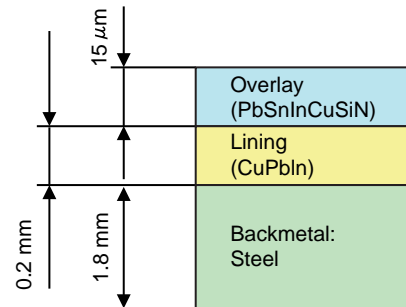 15 μm
Overlay
(PbSnInCuSiN)
Lining
(CuPbIn)
0.2 mm
1.8 mm
Backmetal:
Steel